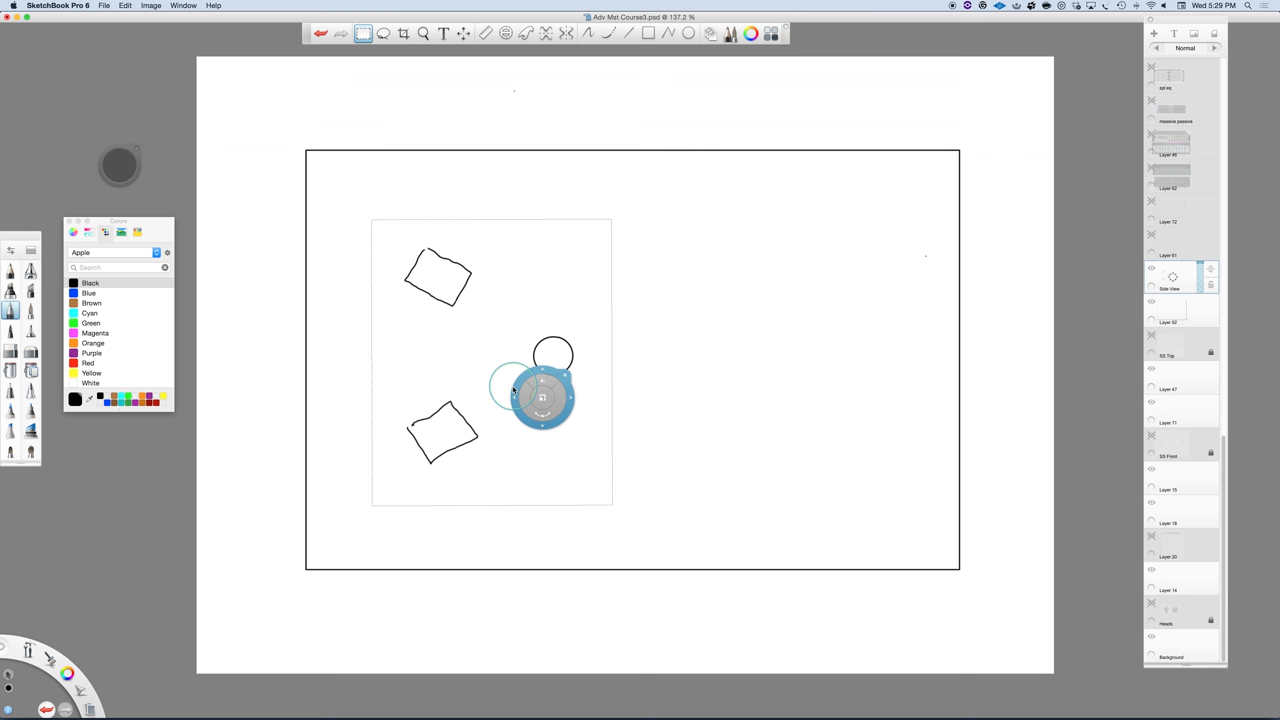 SketchBook Pro 6 File Edit Image Window Help Wed 5:29 PM
Adv Mst Course3.psd @ 137.2 %
T
T
Normal
spl eq
massive passive
Layer 46
Layer 62
Layer 72
Layer 61
Side View
Layer 92
SS Top
Layer 47
Layer 71
SS Front
Layer 15
Layer 18
Layer 20
Layer 14
Heads
Background
Colors
Apple
Search
Black
Blue
Brown
Cyan
Green
Magenta
Orange
Purple
Red
Yellow
White